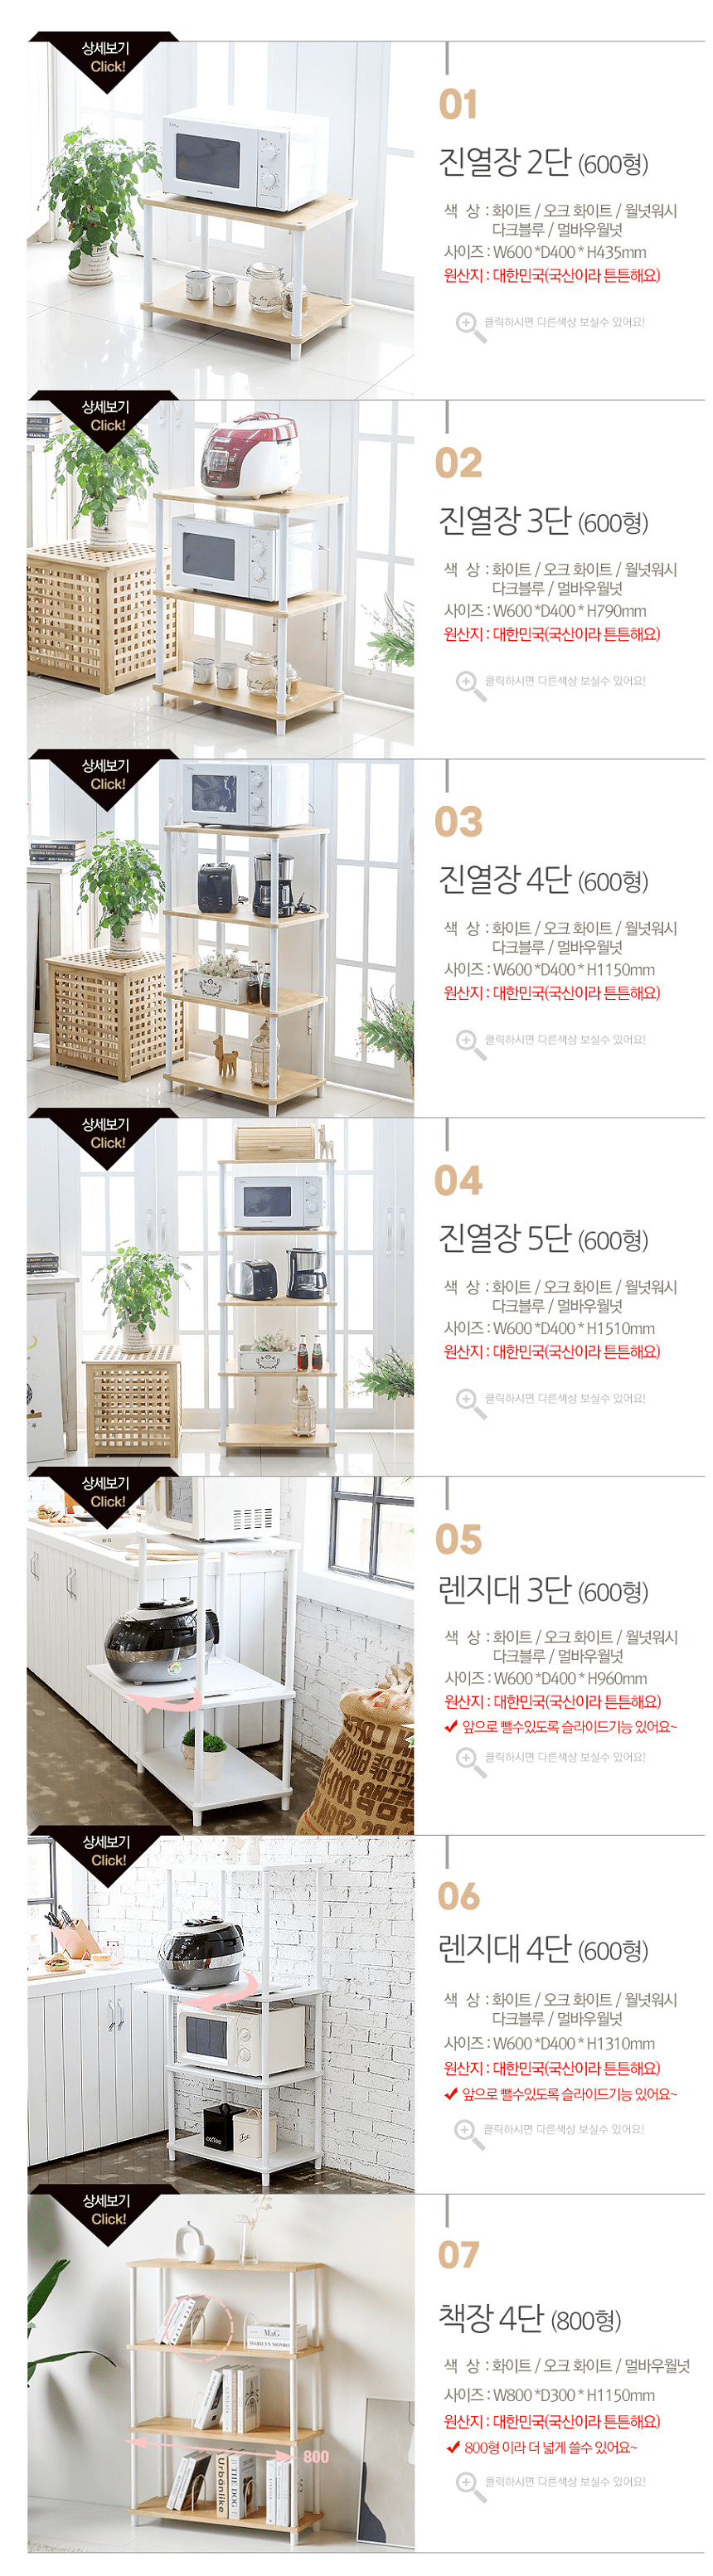 상세보기
Click!
01
진열장 2단 (600형)
색 상 : 화이트 / 오크 화이트 / 월넛워시
다크블루 / 멀바우월넛
사이즈 : W600 *D400 * H435mm
원산지 : 대한민국(국산이라 튼튼해요)
클릭하시면 다른색상 보실수 있어요!
상세보기
Click!
02
진열장 3단 (600형)
색 상 : 화이트 / 오크 화이트 / 월넛워시
다크블루 / 멀바우월넛
사이즈 : W600 *D400 * H790mm
원산지 : 대한민국(국산이라 튼튼해요)
클릭하시면 다른색상 보실수 있어요!
상세보기
Click!
03
진열장 4단 (600형)
색 상 : 화이트 / 오크 화이트 / 월넛워시
다크블루 / 멀바우월넛
사이즈 : W600 *D400 * H1150mm
원산지 : 대한민국(국산이라 튼튼해요)
클릭하시면 다른색상 보실수 있어요!
상세보기
Click!
04
진열장 5단 (600형)
색 상 : 화이트 / 오크 화이트 / 월넛워시
다크블루 / 멀바우월넛
사이즈 : W600 *D400 * H1510mm
원산지 : 대한민국(국산이라 튼튼해요)
클릭하시면 다른색상 보실수 있어요!
상세보기
Click!
05
렌지대 3단 (600형)
색 상 : 화이트 / 오크 화이트 / 월넛워시
다크블루 / 멀바우월넛
사이즈 : W600 *D400 * H960mm
원산지 : 대한민국(국산이라 튼튼해요)
앞으로 뺄수있도록 슬라이드기능 있어요~
클릭하시면 다른색상 보실수 있어요!
상세보기
Click!
06
렌지대 4단 (600형)
색 상 : 화이트 / 오크 화이트 / 월넛워시
다크블루 / 멀바우월넛
사이즈 : W600 *D400 * H1310mm
원산지 : 대한민국(국산이라 튼튼해요)
앞으로 뺄수있도록 슬라이드기능 있어요~
클릭하시면 다른색상 보실수 있어요!
coffee
상세보기
Click!
07
책장 4단 (800형)
색 상 : 화이트 / 오크 화이트 / 멀바우월넛
사이즈 : W800 *D300 * H1150mm
원산지 : 대한민국(국산이라 튼튼해요)
800형 이라 더 넓게 쓸수 있어요~
클릭하시면 다른색상 보실수 있어요!
MARILYN MONRO
GENESIS
800
Urbänlike
THE DOG